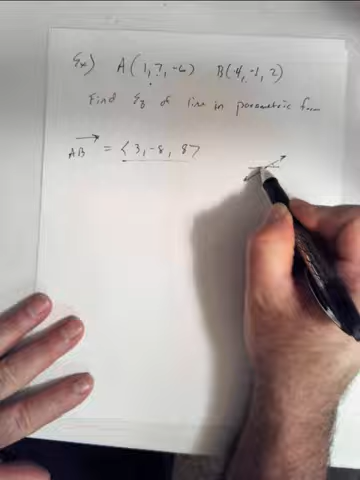 Ex) A(1,7,-6) B(4,-1,2)
Find Eq of line in parametric form
AB = <3,-8,8>